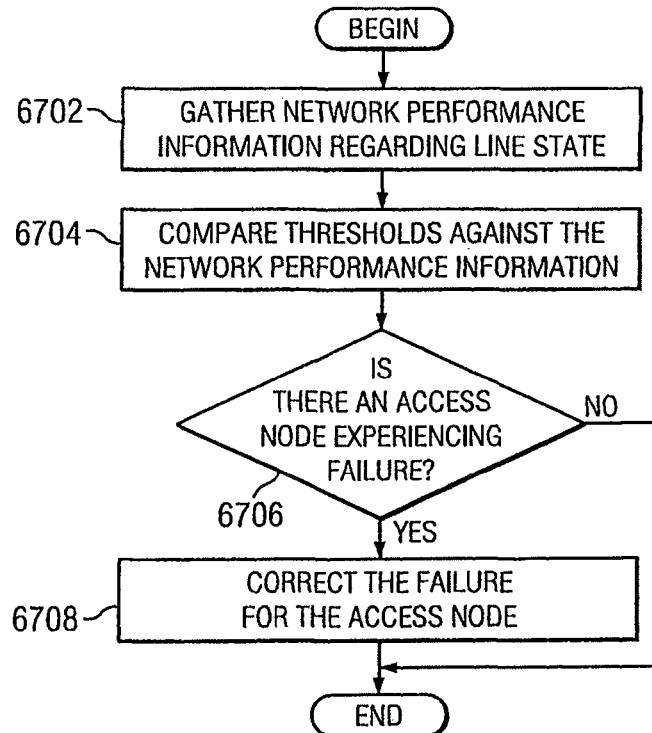 BEGIN
6702
GATHER NETWORK PERFORMANCE
INFORMATION REGARDING LINE STATE
6704
COMPARE THRESHOLDS AGAINST THE
NETWORK PERFORMANCE INFORMATION
IS
THERE AN ACCESS
NODE EXPERIENCING
FAILURE?
NO
6706
YES
6708
CORRECT THE FAILURE
FOR THE ACCESS NODE
END